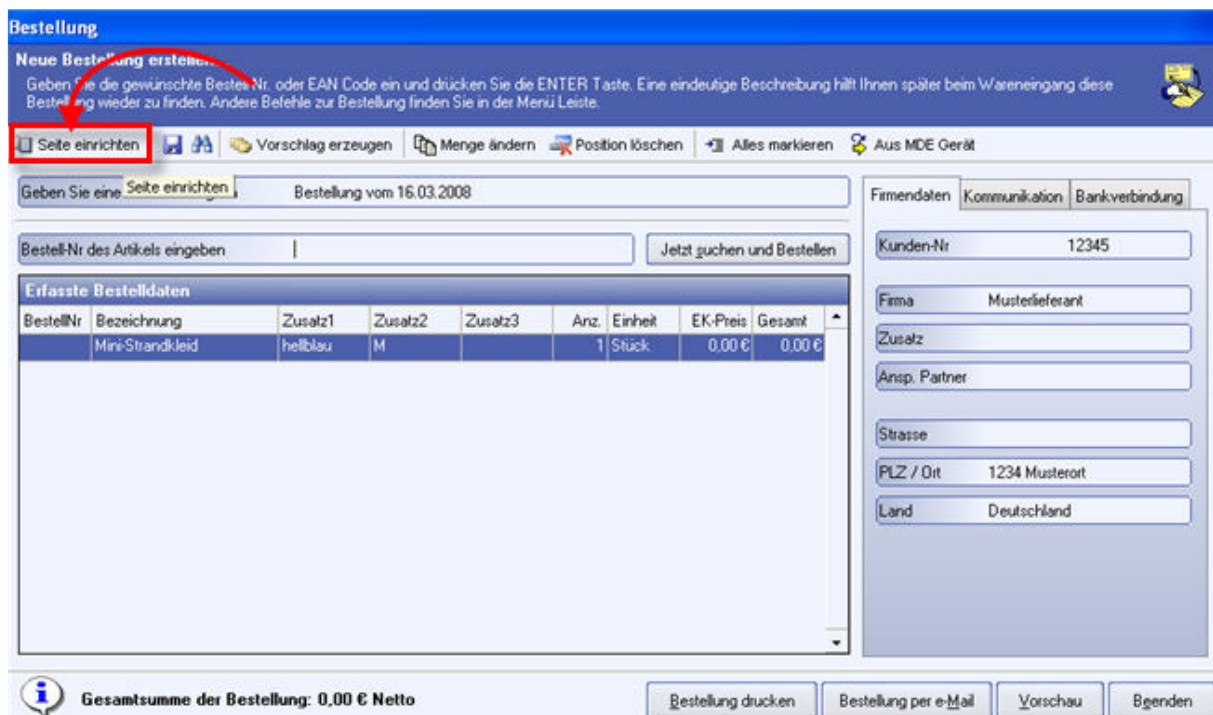 Bestellung
Neue Bestellung erstellen
Geben Sie die gewünschte Bestell-Nr. oder EAN Code ein und drücken Sie die ENTER Taste. Eine eindeutige Beschreibung hilft Ihnen später beim Wareneingang diese
Bestellung wieder zu finden. Andere Befehle zur Bestellung finden Sie in der Menü Leiste.
Seite einrichten Vorschlag erzeugen Menge ändern Position löschen Alles markieren Aus MDE Gerät
Geben Sie eine Bestellung vom 16.03.2008
Seite einrichten
Bestell-Nr des Artikels eingeben Jetzt suchen und Bestellen
Erfasste Bestelldaten
BestellNr Bezeichnung Zusatz1 Zusatz2 Zusatz3 Anz. Einheit EK-Preis Gesamt
Mini-Strandkleid hellblau M 1 Stück 0,00 € 0,00 €
Firmendaten Kommunikation Bankverbindung
Kunden-Nr 12345
Firma Musterlieferant
Zusatz
Ansp. Partner
Strasse
PLZ / Ort 1234 Musterort
Land Deutschland
Gesamtsumme der Bestellung: 0,00 € Netto
Bestellung drucken Bestellung per e-Mail Vorschau Beenden